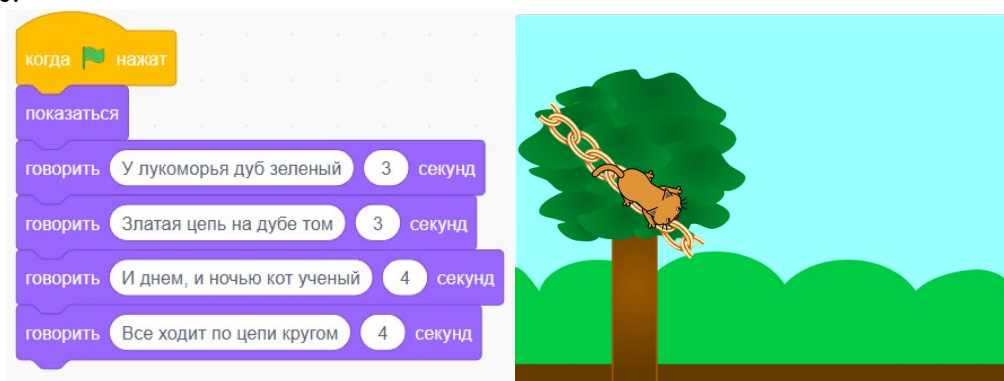 когда нажат
показаться
говорить У лукоморья дуб зеленый 3 секунд
говорить Златая цепь на дубе том 3 секунд
говорить И днем, и ночью кот ученый 4 секунд
говорить Все ходит по цепи кругом 4 секунд